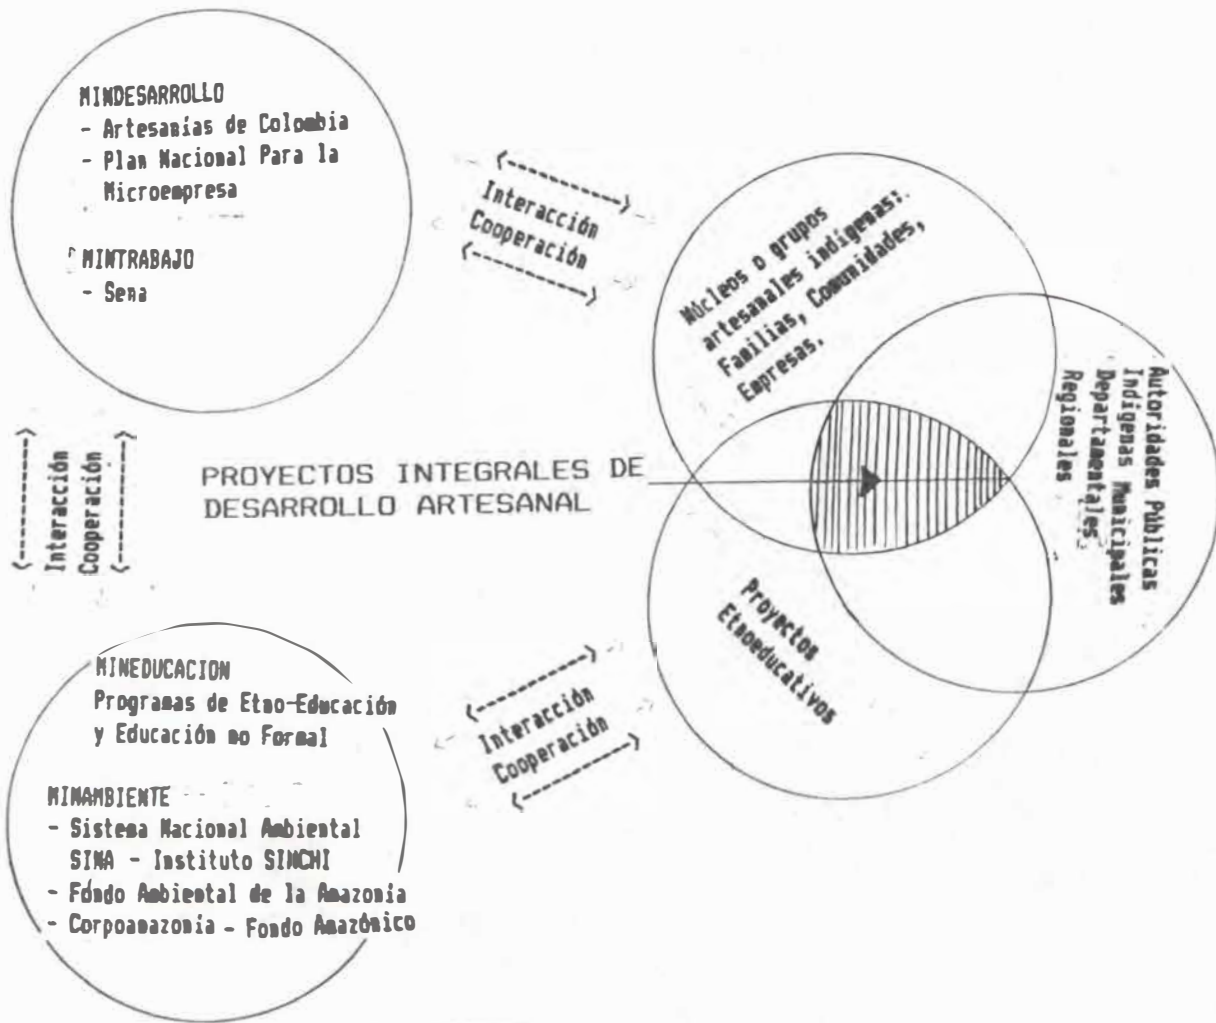 MINDESARROLLO
- Artesanías de Colombia
- Plan Nacional Para la
Microempresa
MINTRABAJO
- Sena
<-------->
Interacción
Cooperación
<-------->
Núcleos o grupos
artesanales indígenas:
Familias, Comunidades,
Empresas.
Autoridades Públicas
Indígenas Municipales
Departamentales
Regionales
<-------->
Interacción
Cooperación
<-------->
PROYECTOS INTEGRALES DE
DESARROLLO ARTESANAL
Proyectos
Etnoeducativos
<-------->
Interacción
Cooperación
<-------->
MINEDUCACION
Programas de Etno-Educación
y Educación no Formal
MINAMBIENTE
- Sistema Nacional Ambiental
SINA - Instituto SINCHI
- Fóndo Ambiental de la Amazonía
- Corpoamazonía - Fondo Amazónico